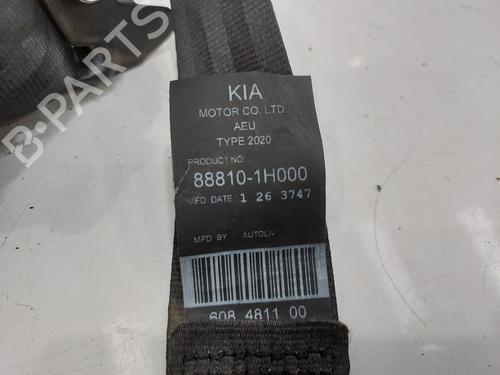 KIA
MOTOR CO. LTD
AEU
TYPE 2020
PRODUCT NO:
88810-1H000
MFD DATE: 1 26 3747
MFD BY: AUTOLIV
608 4811 00
B-PARTS